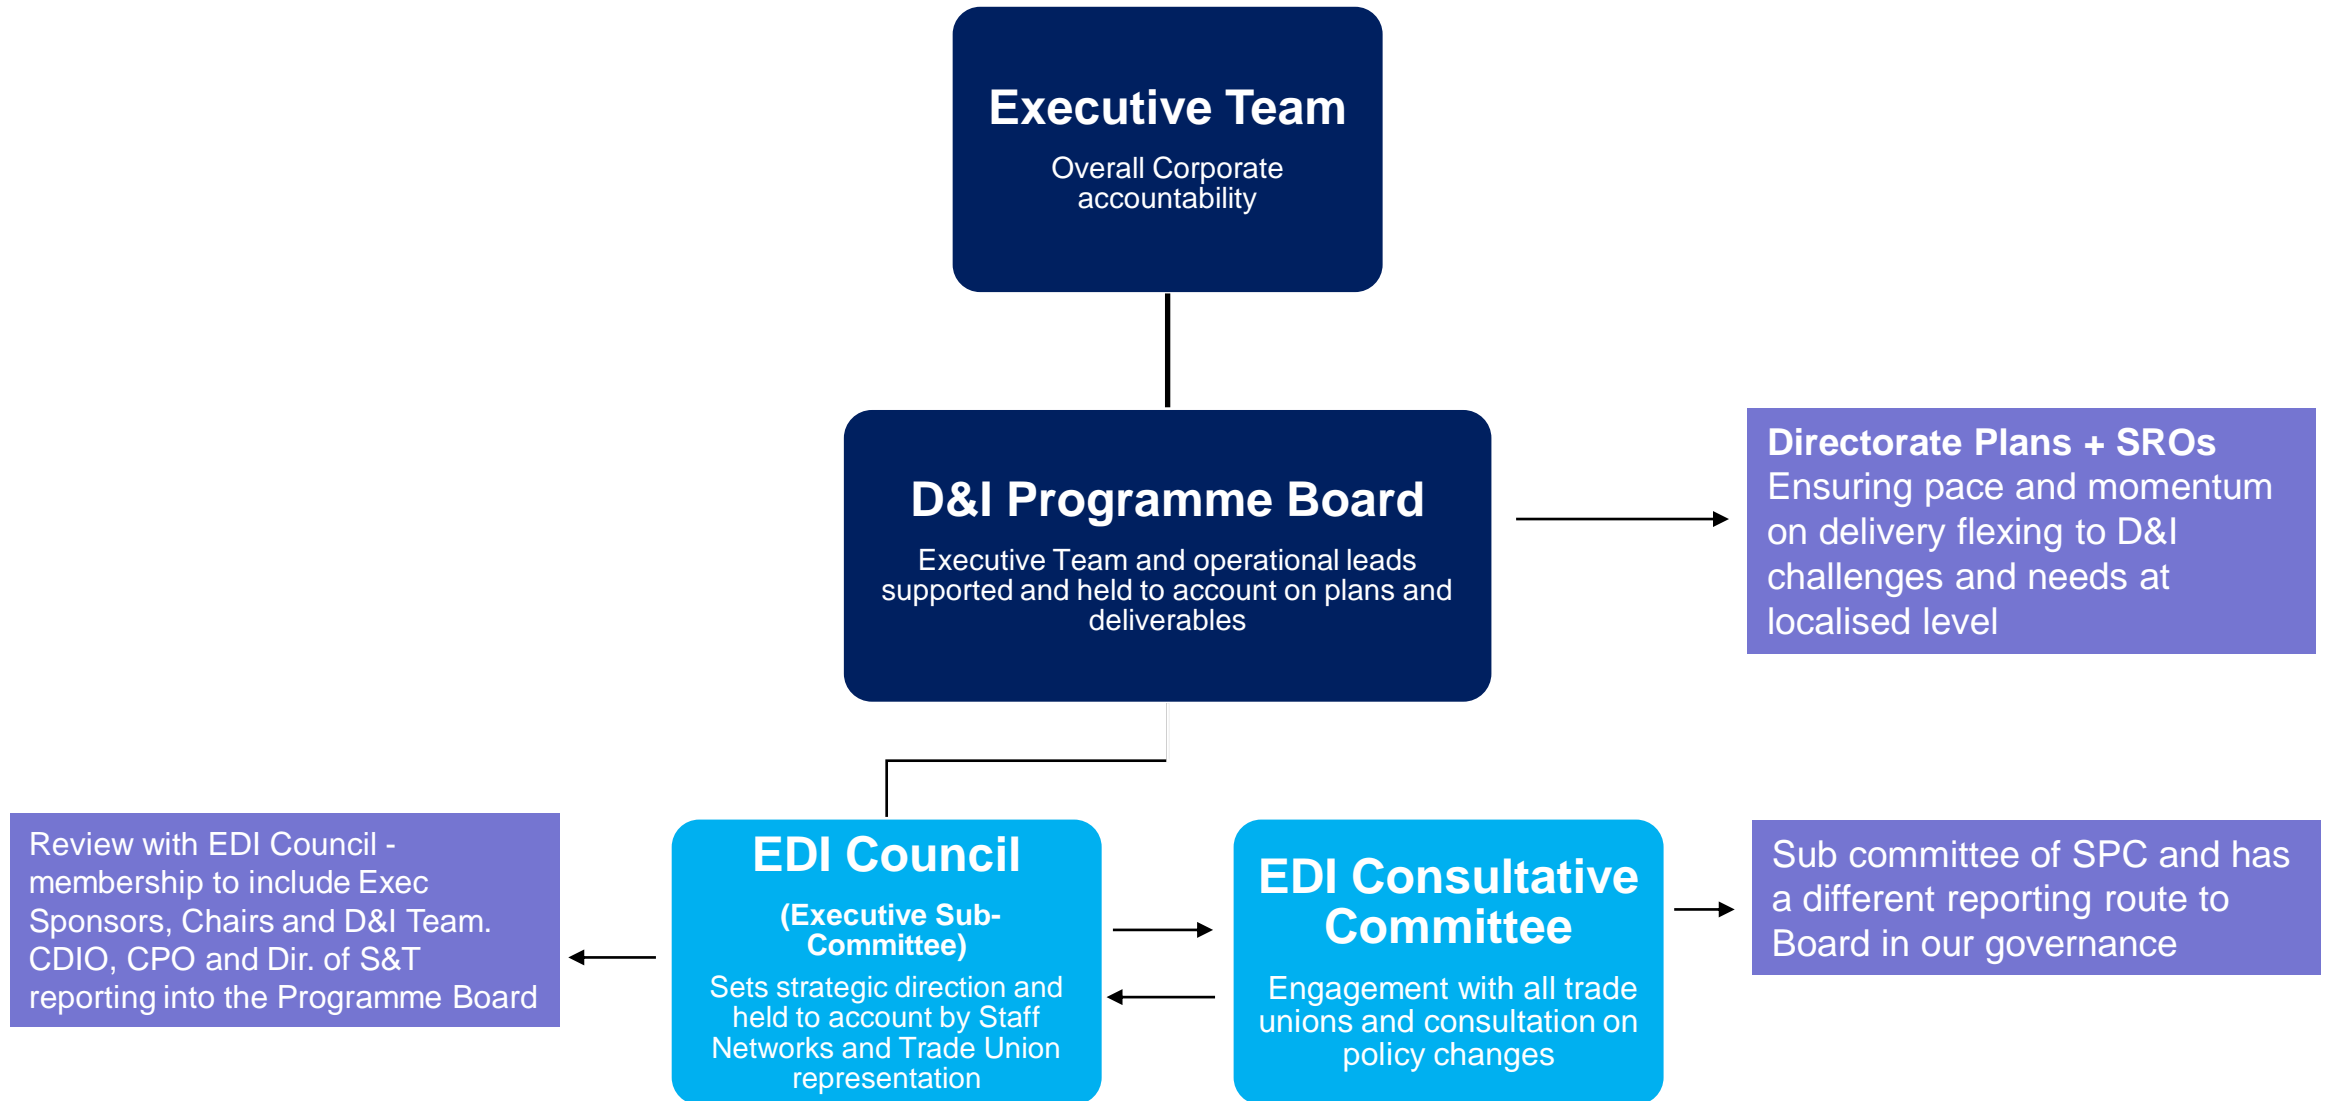 Executive Team
Overall Corporate
accountability
D&I Programme Board
Executive Team and operational leads
supported and held to account on plans and
deliverables
Directorate Plans + SROs
Ensuring pace and momentum
on delivery flexing to D&I
challenges and needs at
localised level
Review with EDI Council -
membership to include Exec
Sponsors, Chairs and D&I Team.
CDIO, CPO and Dir. of S&T
reporting into the Programme Board
EDI Council
(Executive Sub-
Committee)
Sets strategic direction and
held to account by Staff
Networks and Trade Union
representation
EDI Consultative
Committee
Engagement with all trade
unions and consultation on
policy changes
Sub committee of SPC and has
a different reporting route to
Board in our governance